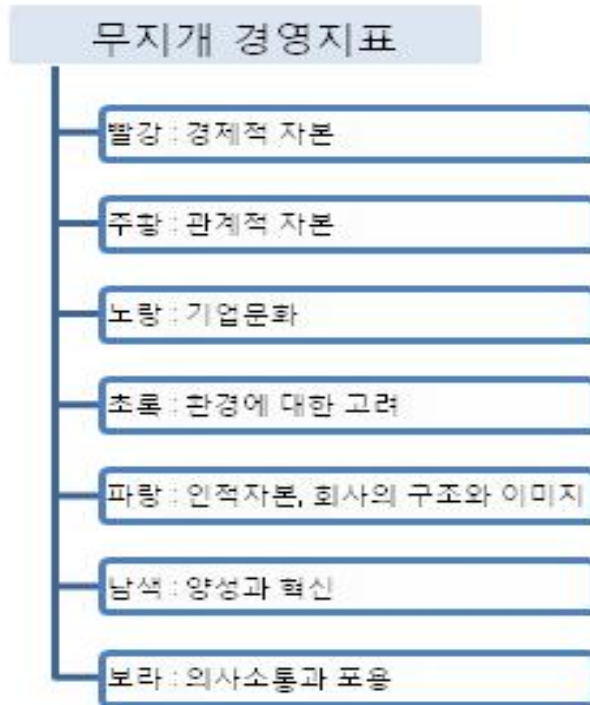 무지개 경영지표
빨강 : 경제적 자본
주황 : 관계적 자본
노랑 : 기업문화
초록 : 환경에 대한 고려
파랑 : 인적자본, 회사의 구조와 이미지
남색 : 양성과 혁신
보라 : 의사소통과 포용